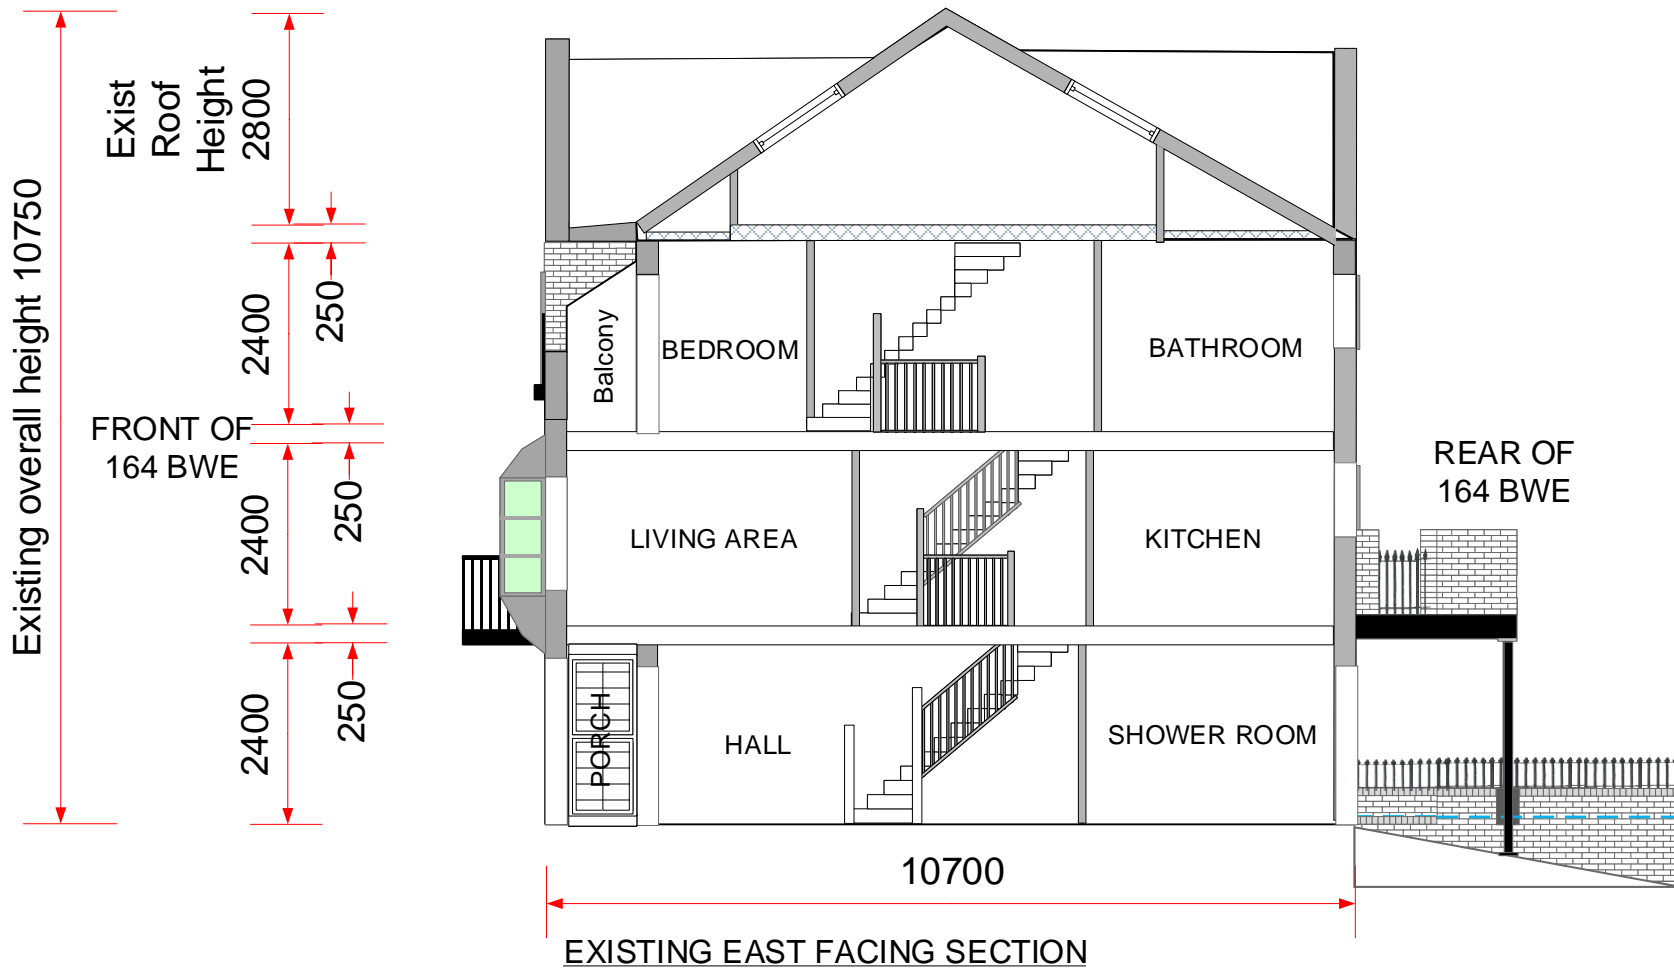 Existing overall height 10750
Exist
Roof
Height
2800
250
2400
250
2400
250
2400
FRONT OF
164 BWE
Balcony
BEDROOM
BATHROOM
LIVING AREA
KITCHEN
REAR OF
164 BWE
PORCH
HALL
SHOWER ROOM
10700
EXISTING EAST FACING SECTION